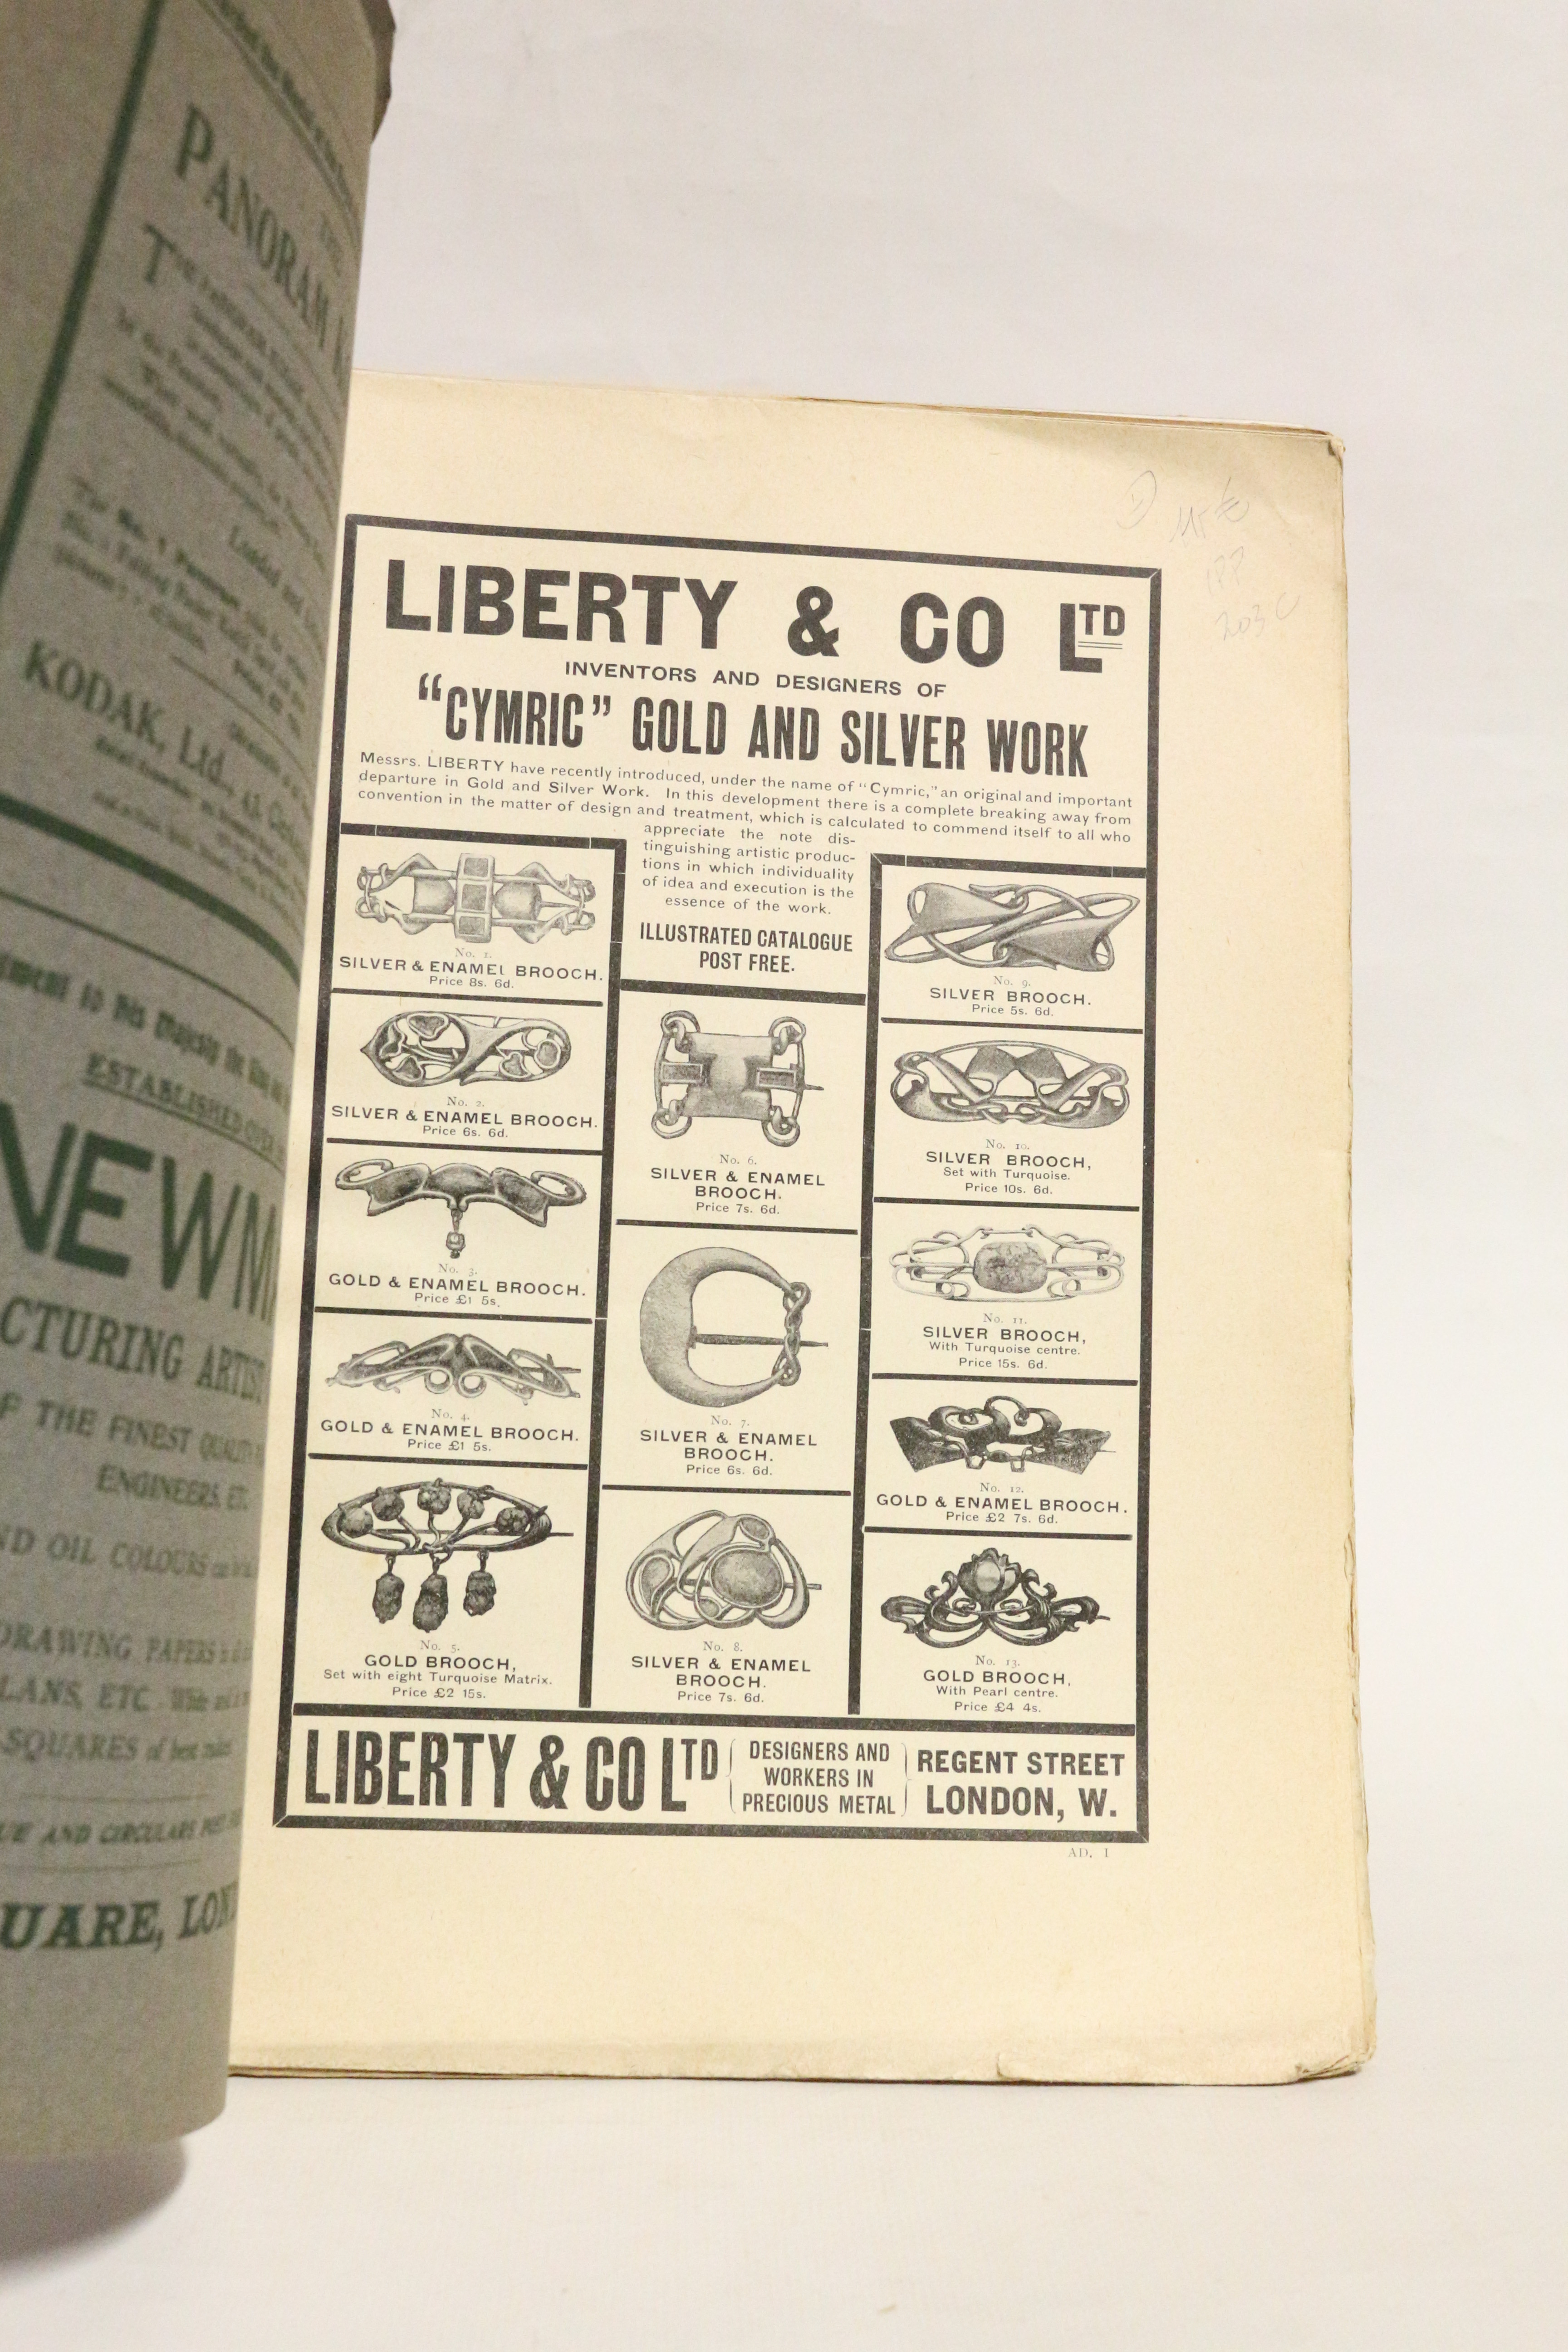 PANORAM
KODAK, Ltd.,
ESTABLISHED OVER
NEWM
CTURING ARTIST
F THE FINEST QUALITY
ENGINEERS, ETC
ND OIL COLOURS
DRAWING PAPERS
LANS, ETC
SQUARES of best
UE AND CIRCULARS POST
UARE, LON
LIBERTY & CO LTD
INVENTORS AND DESIGNERS OF
"CYMRIC" GOLD AND SILVER WORK
Messrs. LIBERTY have recently introduced, under the name of "Cymric," an original and important
departure in Gold and Silver Work. In this development there is a complete breaking away from
convention in the matter of design and treatment, which is calculated to commend itself to all who
appreciate the note dis-
tinguishing artistic produc-
tions in which individuality
of idea and execution is the
essence of the work.
ILLUSTRATED CATALOGUE
POST FREE.
No. 1.
SILVER & ENAMEL BROOCH.
Price 8s. 6d.
No. 2.
SILVER & ENAMEL BROOCH.
Price 6s. 6d.
No. 3.
GOLD & ENAMEL BROOCH.
Price £1 5s.
No. 4.
GOLD & ENAMEL BROOCH.
Price £1 5s.
No. 5.
GOLD BROOCH,
Set with eight Turquoise Matrix.
Price £2 15s.
No. 6.
SILVER & ENAMEL
BROOCH.
Price 7s. 6d.
No. 7.
SILVER & ENAMEL
BROOCH.
Price 6s. 6d.
No. 8.
SILVER & ENAMEL
BROOCH.
Price 7s. 6d.
No. 9.
SILVER BROOCH.
Price 5s. 6d.
No. 10.
SILVER BROOCH,
Set with Turquoise.
Price 10s. 6d.
No. 11.
SILVER BROOCH,
With Turquoise centre.
Price 15s. 6d.
No. 12.
GOLD & ENAMEL BROOCH.
Price £2 7s. 6d.
No. 13.
GOLD BROOCH,
With Pearl centre.
Price £4 4s.
LIBERTY & CO LTD
DESIGNERS AND
WORKERS IN
PRECIOUS METAL
REGENT STREET
LONDON, W.
AD. I